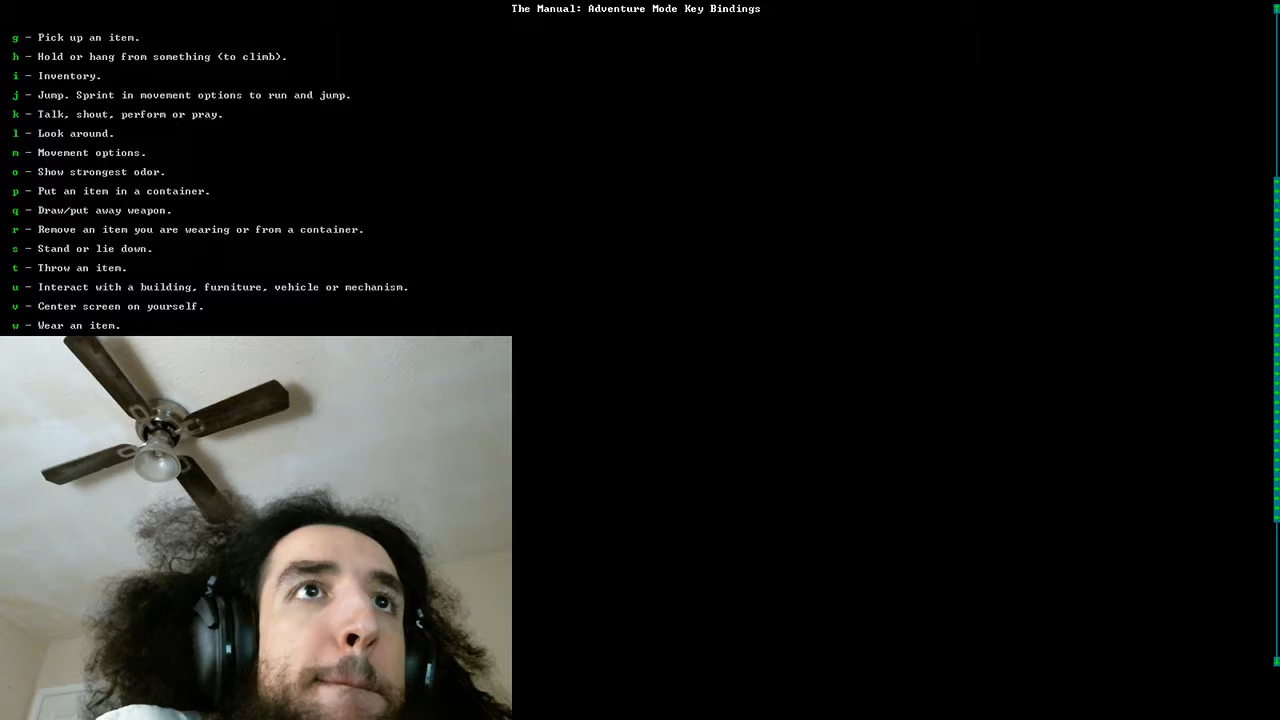 The Manual: Adventure Mode Key Bindings
g - Pick up an item.
h - Hold or hang from something (to climb).
i - Inventory.
j - Jump. Sprint in movement options to run and jump.
k - Talk, shout, perform or pray.
l - Look around.
m - Movement options.
o - Show strongest odor.
p - Put an item in a container.
q - Draw/put away weapon.
r - Remove an item you are wearing or from a container.
s - Stand or lie down.
t - Throw an item.
u - Interact with a building, furniture, vehicle or mechanism.
v - Center screen on yourself.
w - Wear an item.